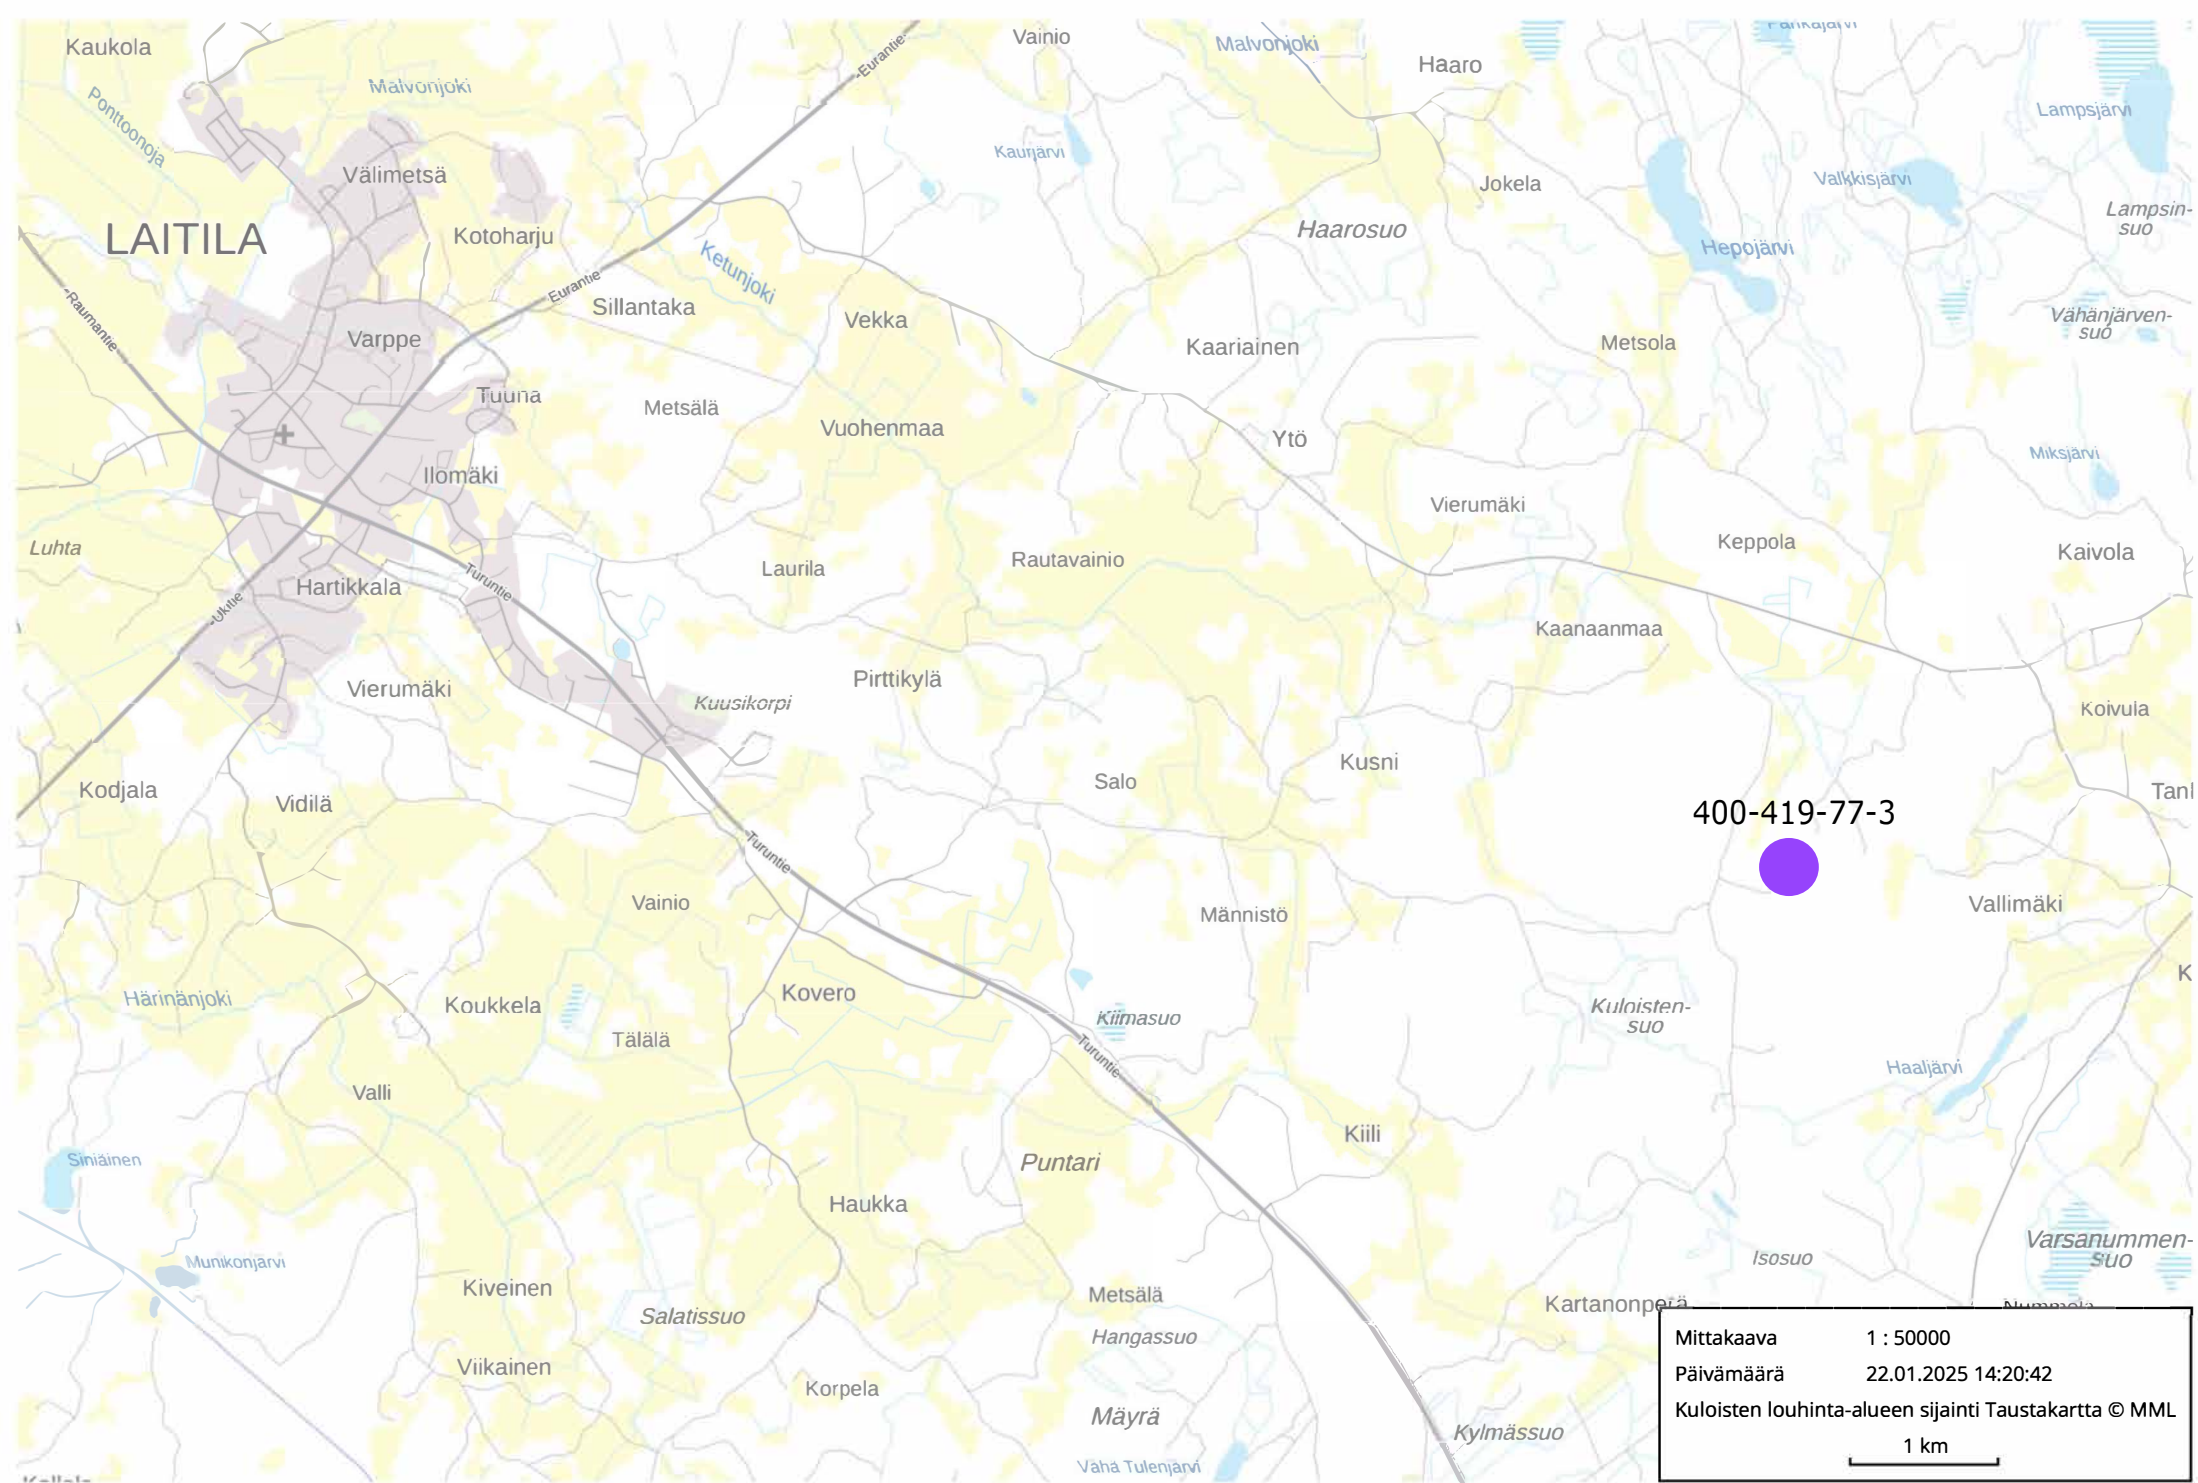 Kaukola
Vainio
Malvonjoki
Haaro
Eurantie
Malvonjoki
Ponttoonoja
Lampsjärvi
Kaurjärvi
Välimetsä
Jokela
Valkkisjärvi
Lampsin-
suo
LAITILA
Kotoharju
Haarosuo
Hepojärvi
Ketunjoki
Eurantie
Sillantaka
Raumantie
Vekka
Vähänjärven-
suo
Varppe
Kaariainen
Metsola
Tuuna
Metsälä
Vuohenmaa
Ytö
Miksjärvi
Ilomäki
Vierumäki
Keppola
Kaivola
Luhta
Rautavainio
Laurila
Turuntie
Hartikkala
Ukitie
Kaanaanmaa
Pirttikylä
Vierumäki
Kuusikorpi
Koivula
Kusni
Salo
Kodjala
Vidilä
Tanl
400-419-77-3
Turuntie
Vainio
Männistö
Vallimäki
K
Härinänjoki
Koukkela
Kovero
Kiimasuo
Kuloisten-
suo
Tälälä
Turuntie
Haaljärvi
Valli
Kiili
Siniäinen
Puntari
Haukka
Varsanummen-
suo
Munikonjärvi
Isosuo
Kiveinen
Metsälä
Kartanonperä
Salatissuo
Hangassuo
Viikainen
Korpela
Mäyrä
Kylmässuo
Vähä Tulenjärvi
Mittakaava 1 : 50000
Päivämäärä 22.01.2025 14:20:42
Kuloisten louhinta-alueen sijainti Taustakartta © MML
1 km